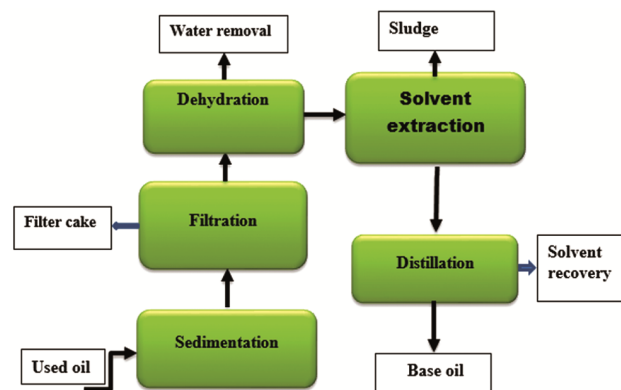 Water removal
Sludge
Dehydration
Solvent
extraction
Filter cake
Filtration
Distillation
Solvent
recovery
Used oil
Sedimentation
Base oil